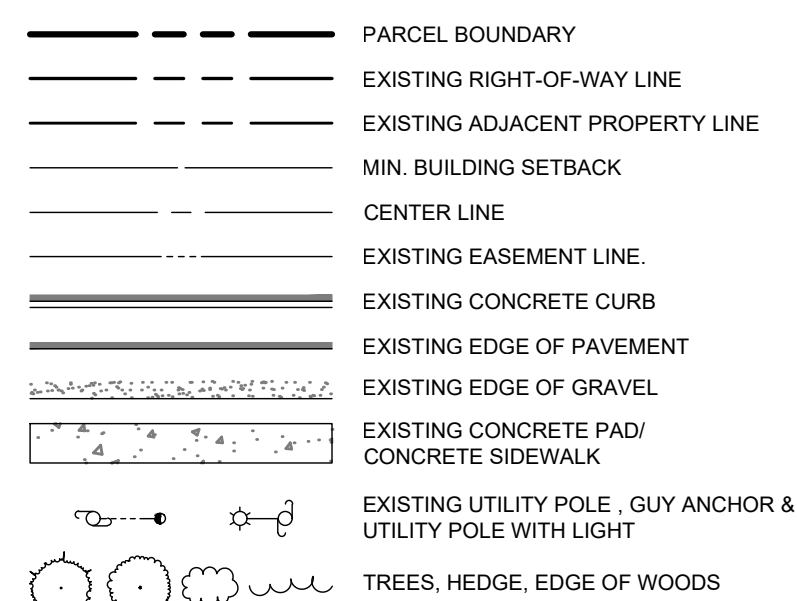 PARCEL BOUNDARY
EXISTING RIGHT-OF-WAY LINE
EXISTING ADJACENT PROPERTY LINE
MIN. BUILDING SETBACK
CENTER LINE
EXISTING EASEMENT LINE.
EXISTING CONCRETE CURB
EXISTING EDGE OF PAVEMENT
EXISTING EDGE OF GRAVEL
EXISTING CONCRETE PAD/
CONCRETE SIDEWALK
EXISTING UTILITY POLE , GUY ANCHOR &
UTILITY POLE WITH LIGHT
TREES, HEDGE, EDGE OF WOODS